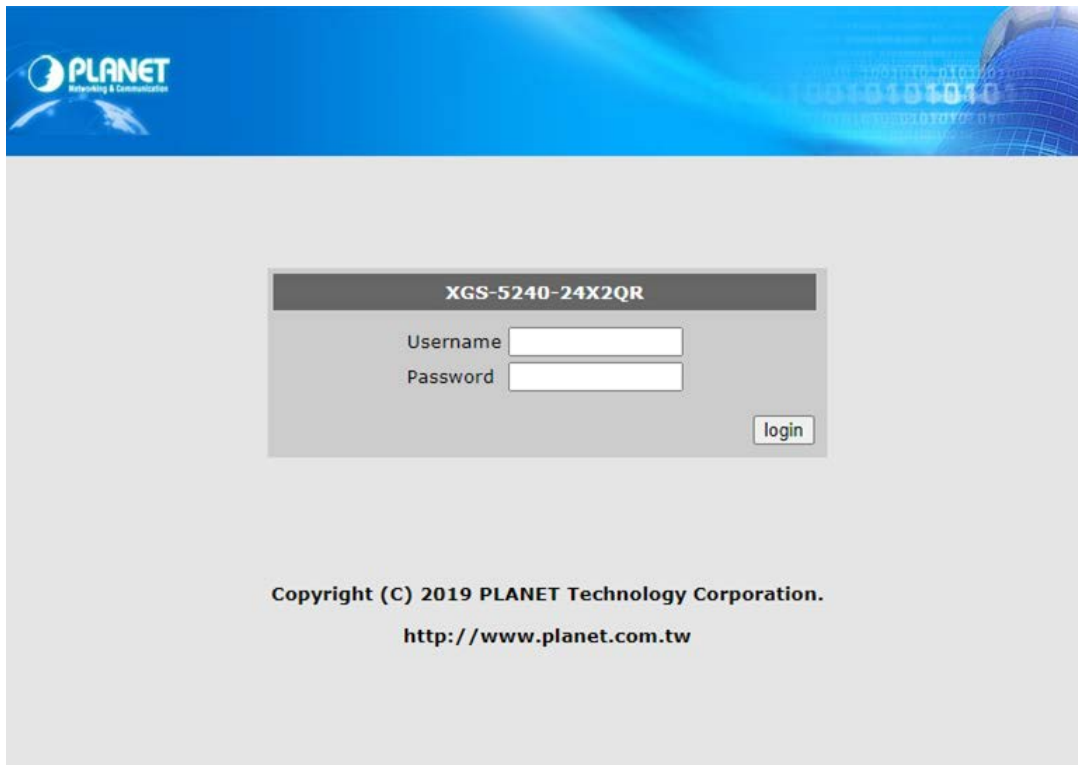 PLANET
Networking & Communication
10101010
XGS-5240-24X2QR
Username
Password
login
Copyright (C) 2019 PLANET Technology Corporation.
http://www.planet.com.tw